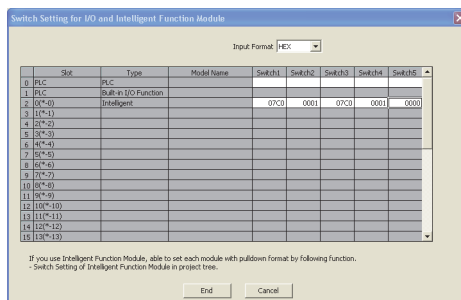 Switch Setting for I/O and Intelligent Function Module
Input Format HEX
Slot Type Model Name Switch1 Switch2 Switch3 Switch4 Switch5
0 PLC PLC
1 PLC Built-in I/O Function
2 0(*-0) Intelligent 07C0 0001 07C0 0001 0000
3 1(*-1)
4 2(*-2)
5 3(*-3)
6 4(*-4)
7 5(*-5)
8 6(*-6)
9 7(*-7)
10 8(*-8)
11 9(*-9)
12 10(*-10)
13 11(*-11)
14 12(*-12)
15 13(*-13)
If you use Intelligent Function Module, able to set each module with pulldown format by following function.
- Switch Setting of Intelligent Function Module in project tree.
End Cancel